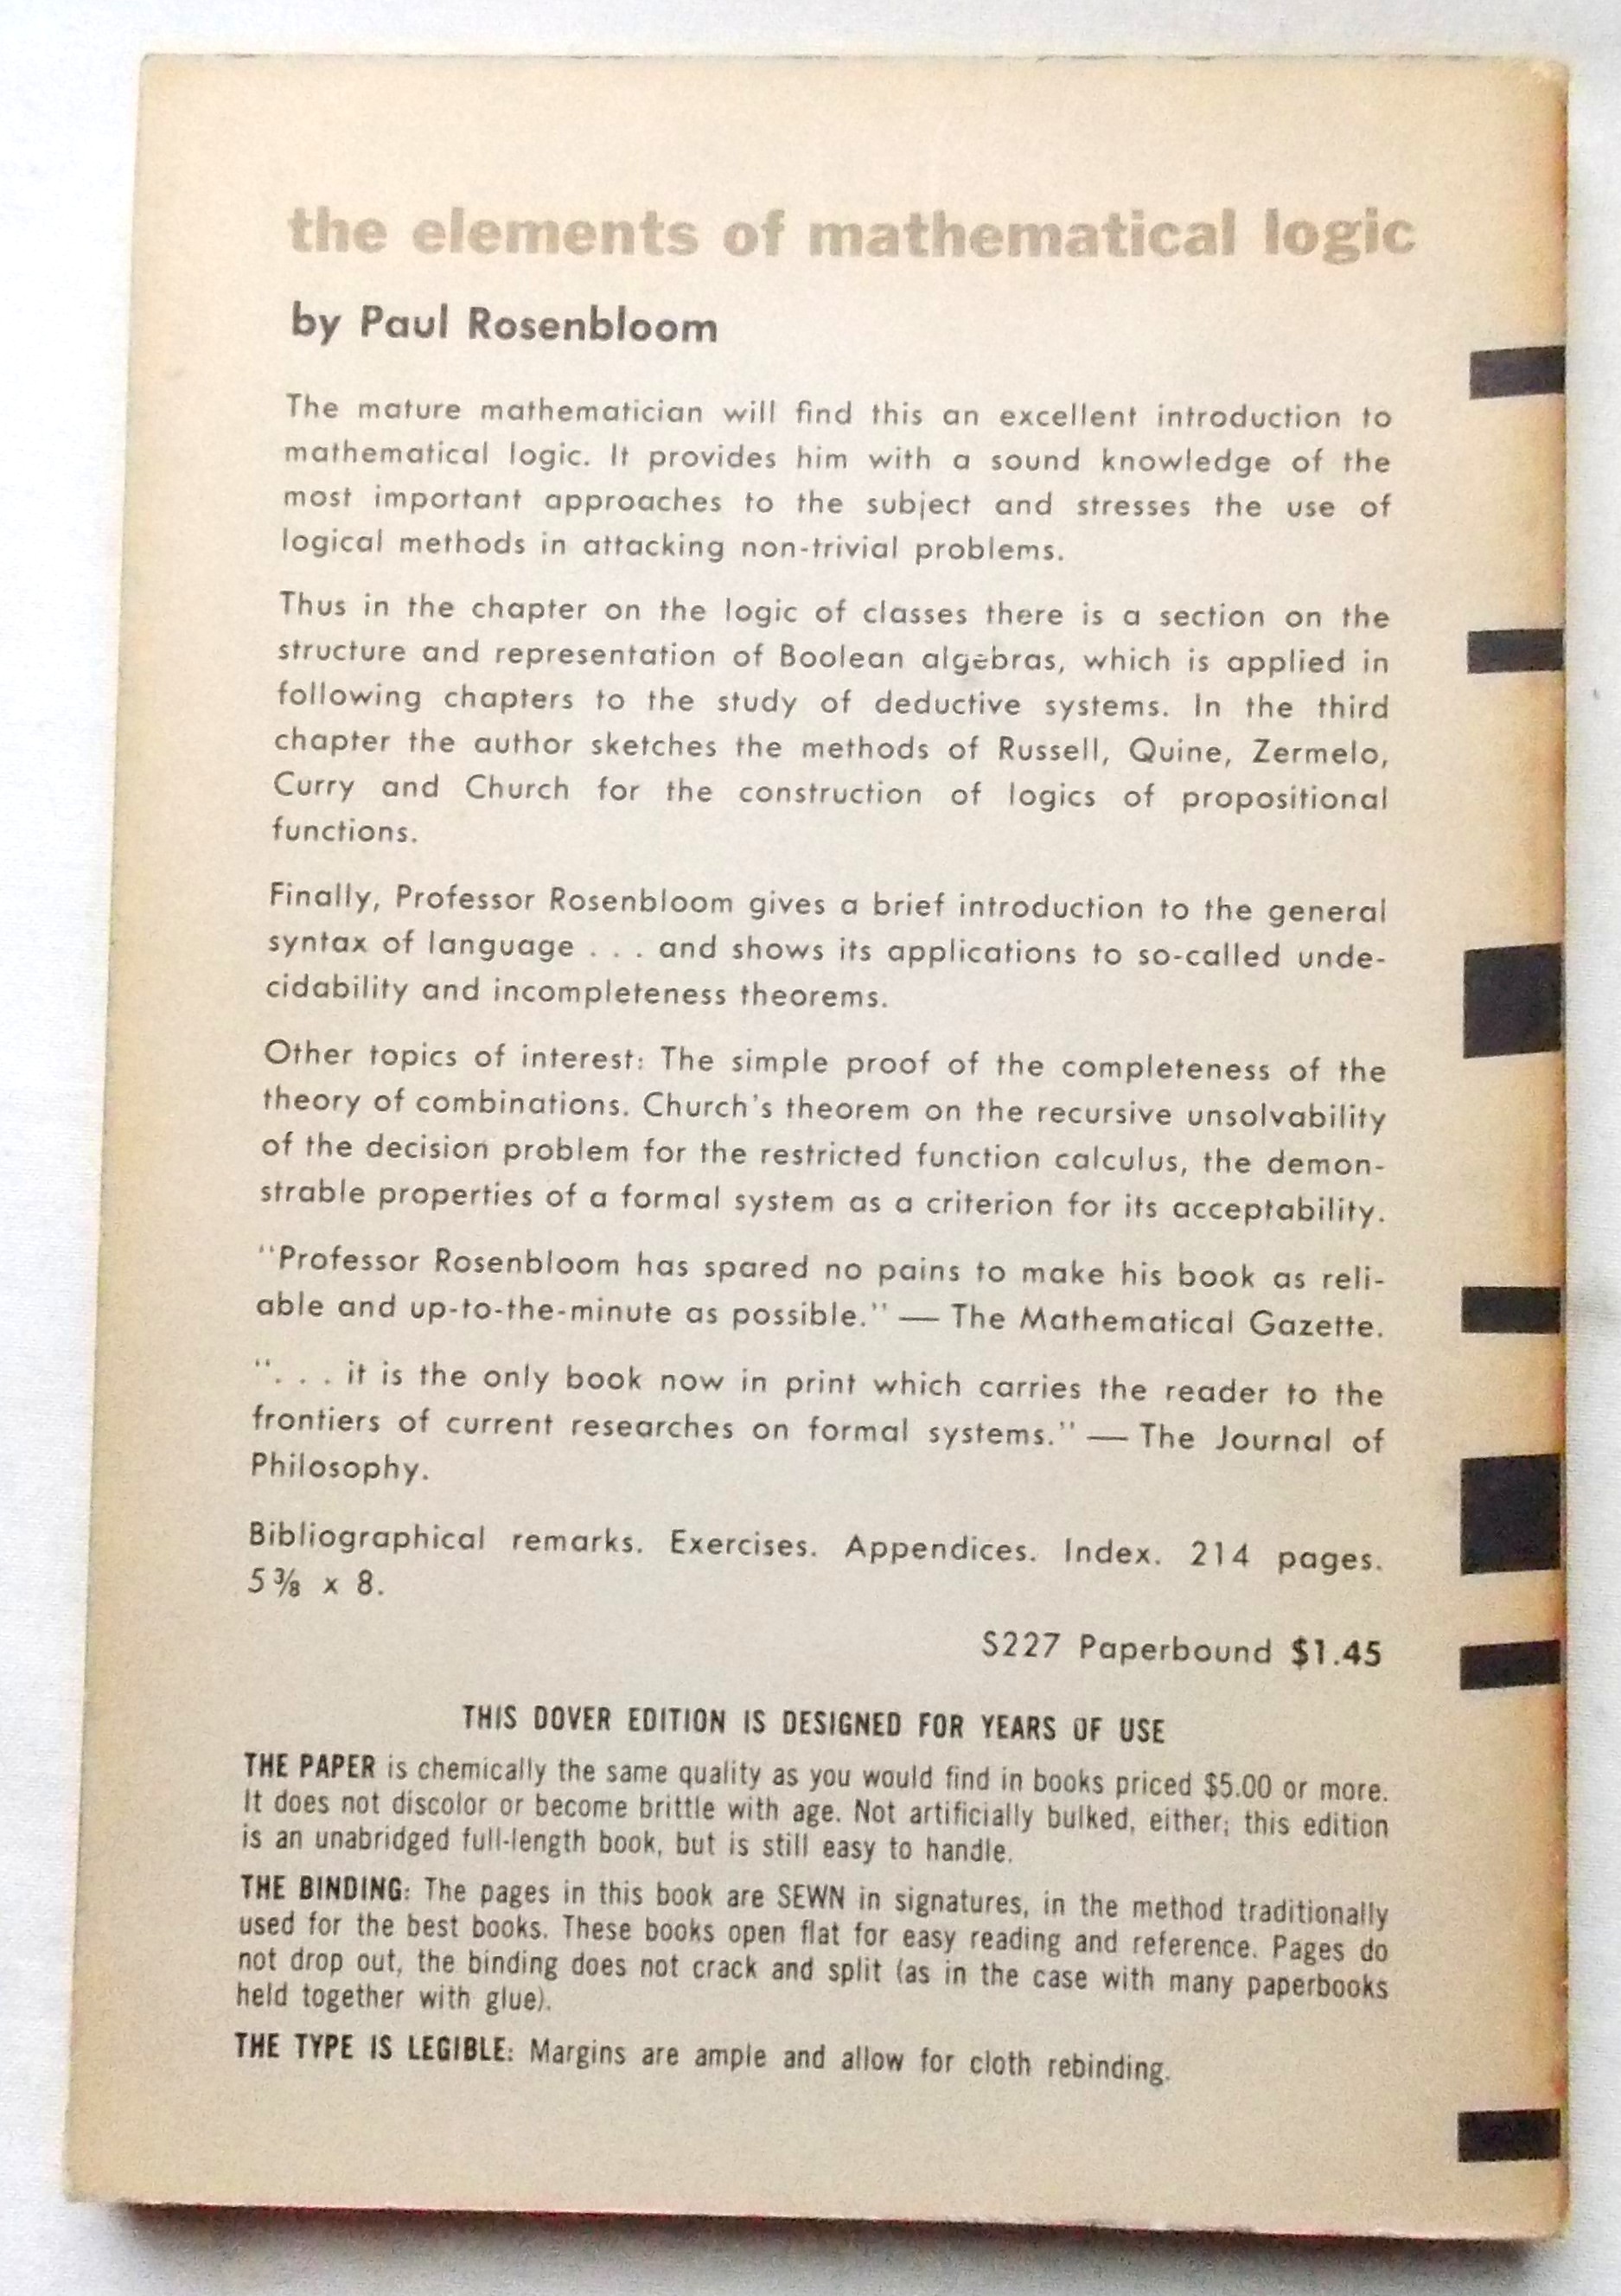 the elements of mathematical logic
by Paul Rosenbloom
The mature mathematician will find this an excellent introduction to
mathematical logic. It provides him with a sound knowledge of the
most important approaches to the subject and stresses the use of
logical methods in attacking non-trivial problems.
Thus in the chapter on the logic of classes there is a section on the
structure and representation of Boolean algebras, which is applied in
following chapters to the study of deductive systems. In the third
chapter the author sketches the methods of Russell, Quine, Zermelo,
Curry and Church for the construction of logics of propositional
functions.
Finally, Professor Rosenbloom gives a brief introduction to the general
syntax of language . . . and shows its applications to so-called unde-
cidability and incompleteness theorems.
Other topics of interest: The simple proof of the completeness of the
theory of combinations. Church's theorem on the recursive unsolvability
of the decision problem for the restricted function calculus, the demon-
strable properties of a formal system as a criterion for its acceptability.
"Professor Rosenbloom has spared no pains to make his book as reli-
able and up-to-the-minute as possible." — The Mathematical Gazette.
". . . it is the only book now in print which carries the reader to the
frontiers of current researches on formal systems." — The Journal of
Philosophy.
Bibliographical remarks. Exercises. Appendices. Index. 214 pages.
5⅜ x 8.
S227 Paperbound $1.45
THIS DOVER EDITION IS DESIGNED FOR YEARS OF USE
THE PAPER is chemically the same quality as you would find in books priced $5.00 or more.
It does not discolor or become brittle with age. Not artificially bulked, either; this edition
is an unabridged full-length book, but is still easy to handle.
THE BINDING: The pages in this book are SEWN in signatures, in the method traditionally
used for the best books. These books open flat for easy reading and reference. Pages do
not drop out, the binding does not crack and split (as in the case with many paperbooks
held together with glue).
THE TYPE IS LEGIBLE: Margins are ample and allow for cloth rebinding.